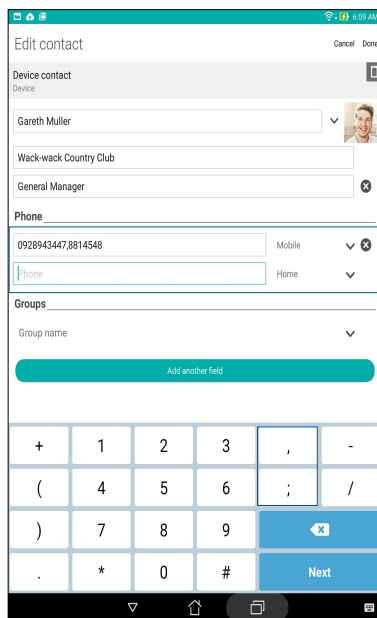 6:09 AM
Edit contact
Cancel Done
Device contact
Device
Gareth Muller
Wack-wack Country Club
General Manager
Phone
0928943447,8814548 Mobile
Phone Home
Groups
Group name
Add another field
+ 1 2 3 , -
( 4 5 6 ; /
) 7 8 9
. * 0 # Next